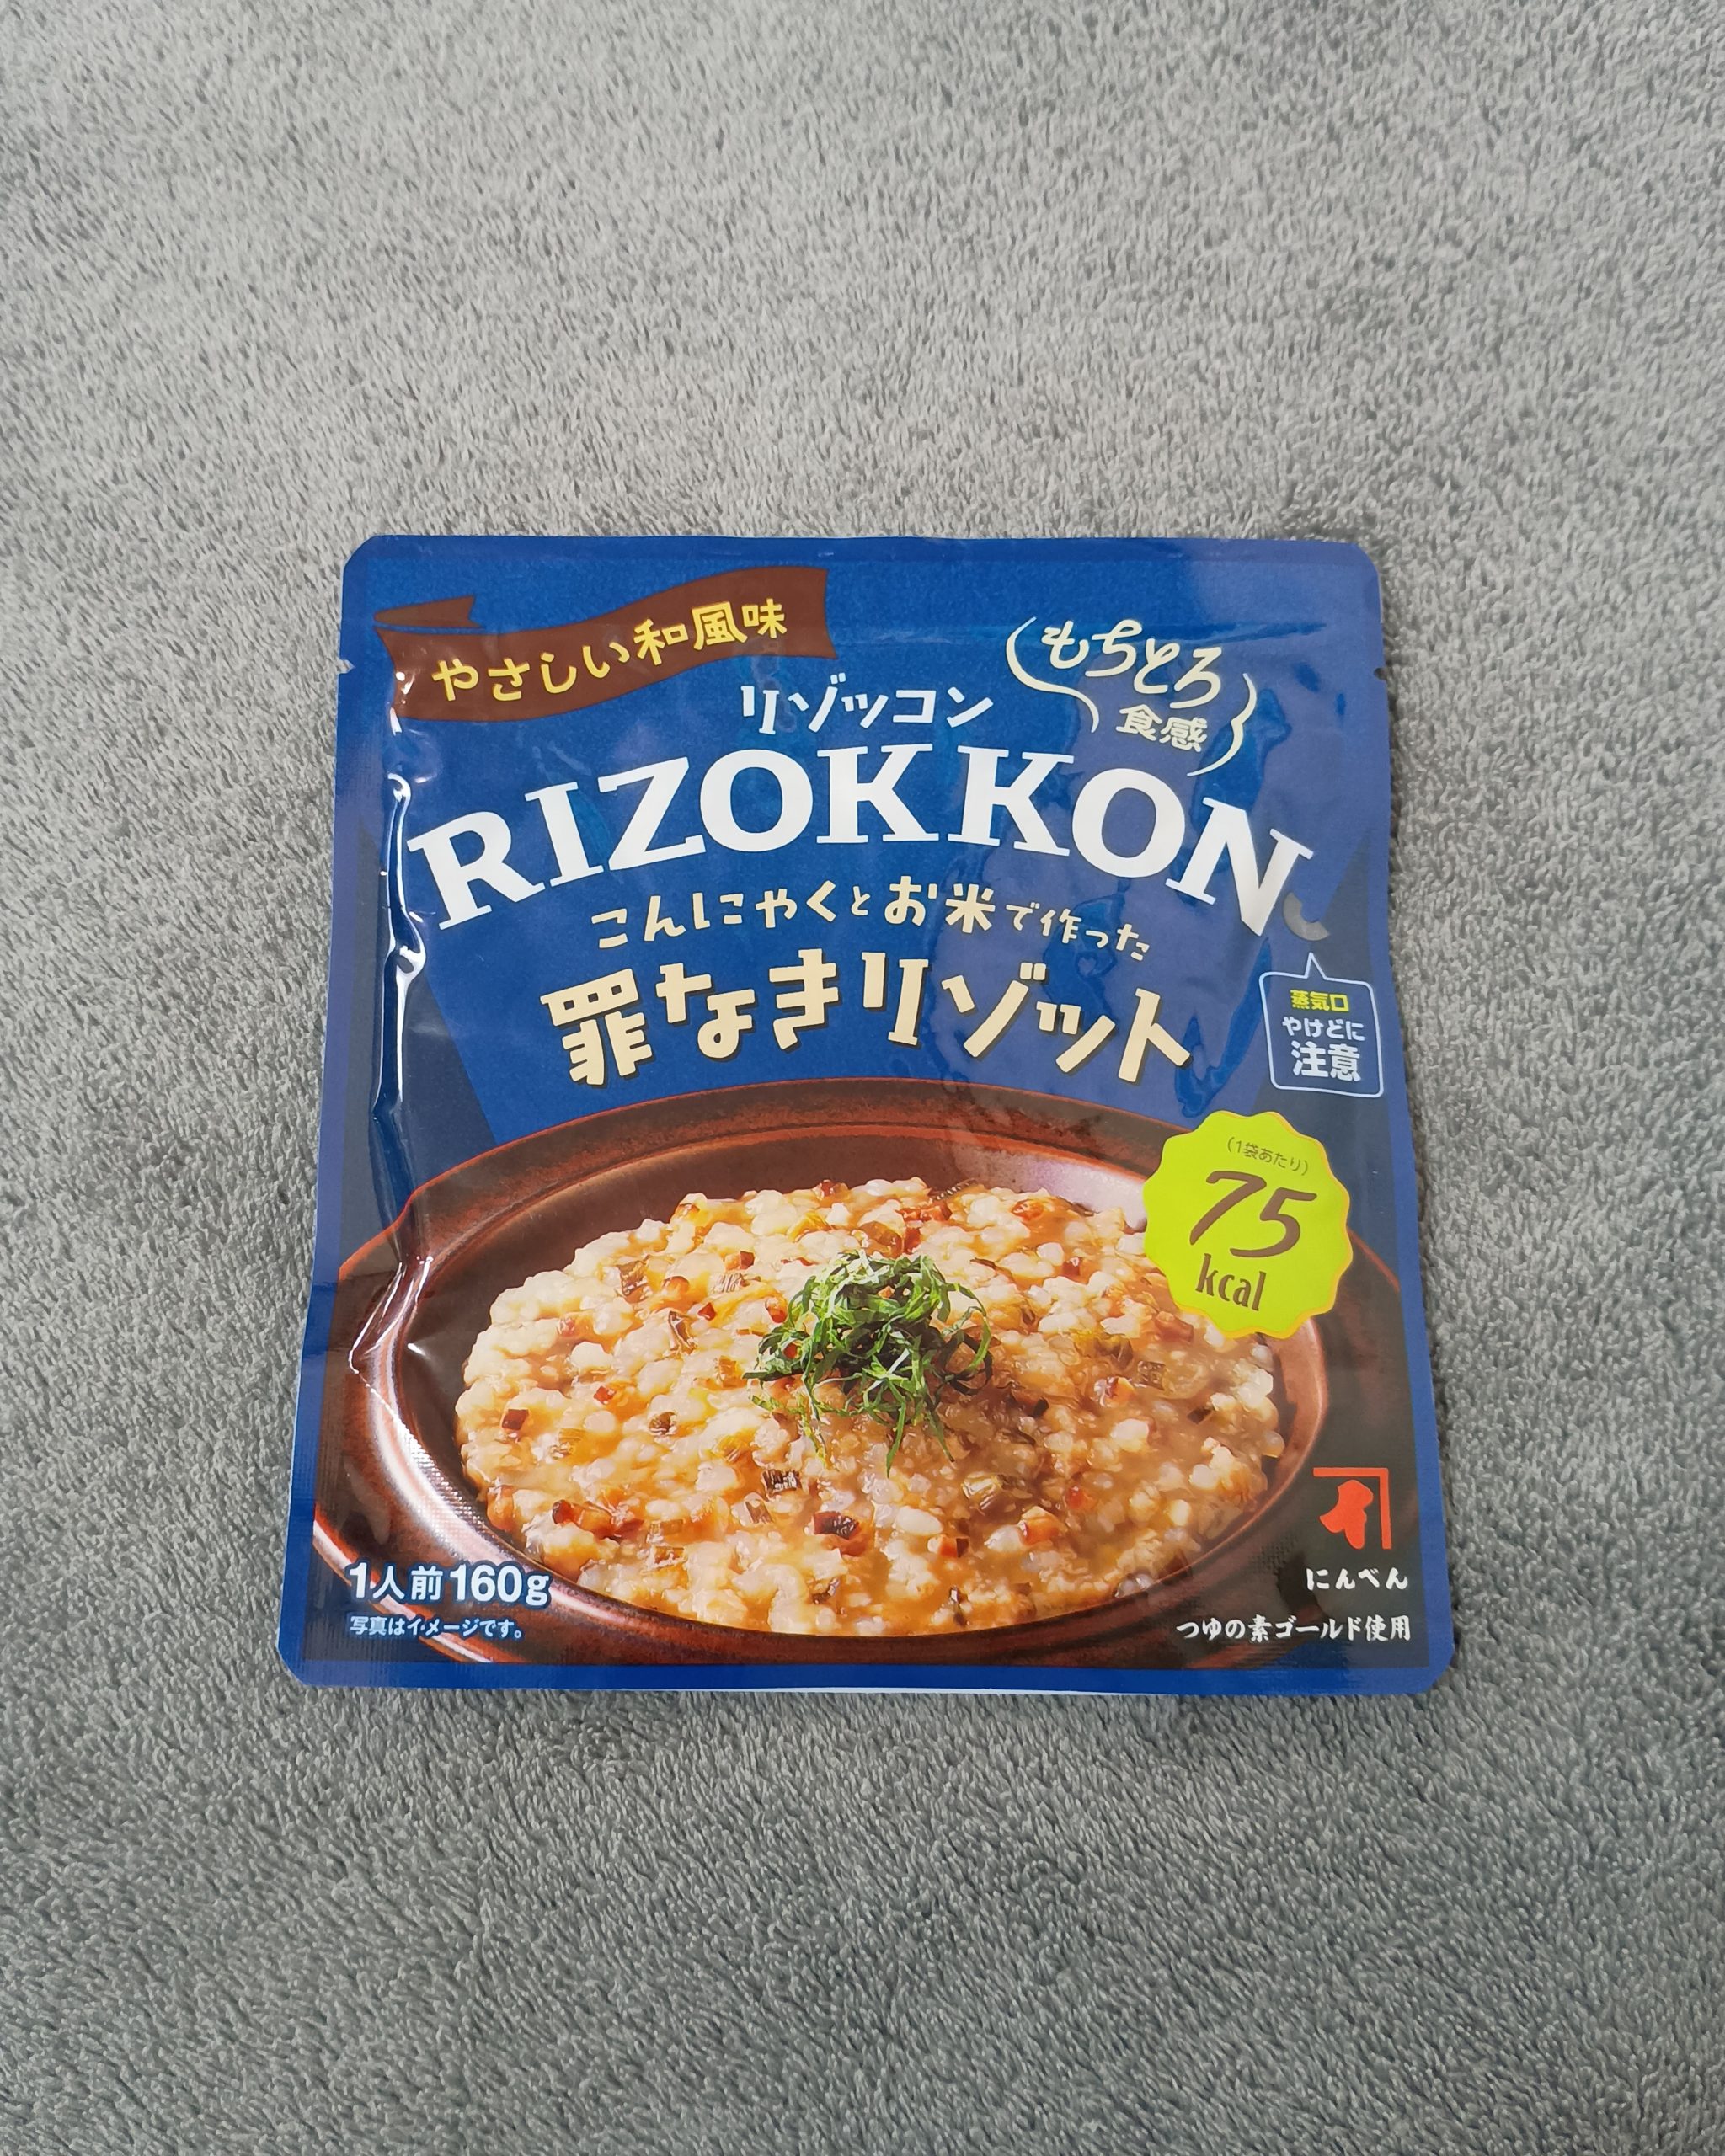 やさしい和風味
もちとろ
食感
リゾッコン
RIZOKKON
こんにゃくとお米で作った
罪なきリゾット
蒸気口
やけどに
注意
(1袋あたり)
75
kcal
イ
にんべん
1人前160g
写真はイメージです。
つゆの素ゴールド使用